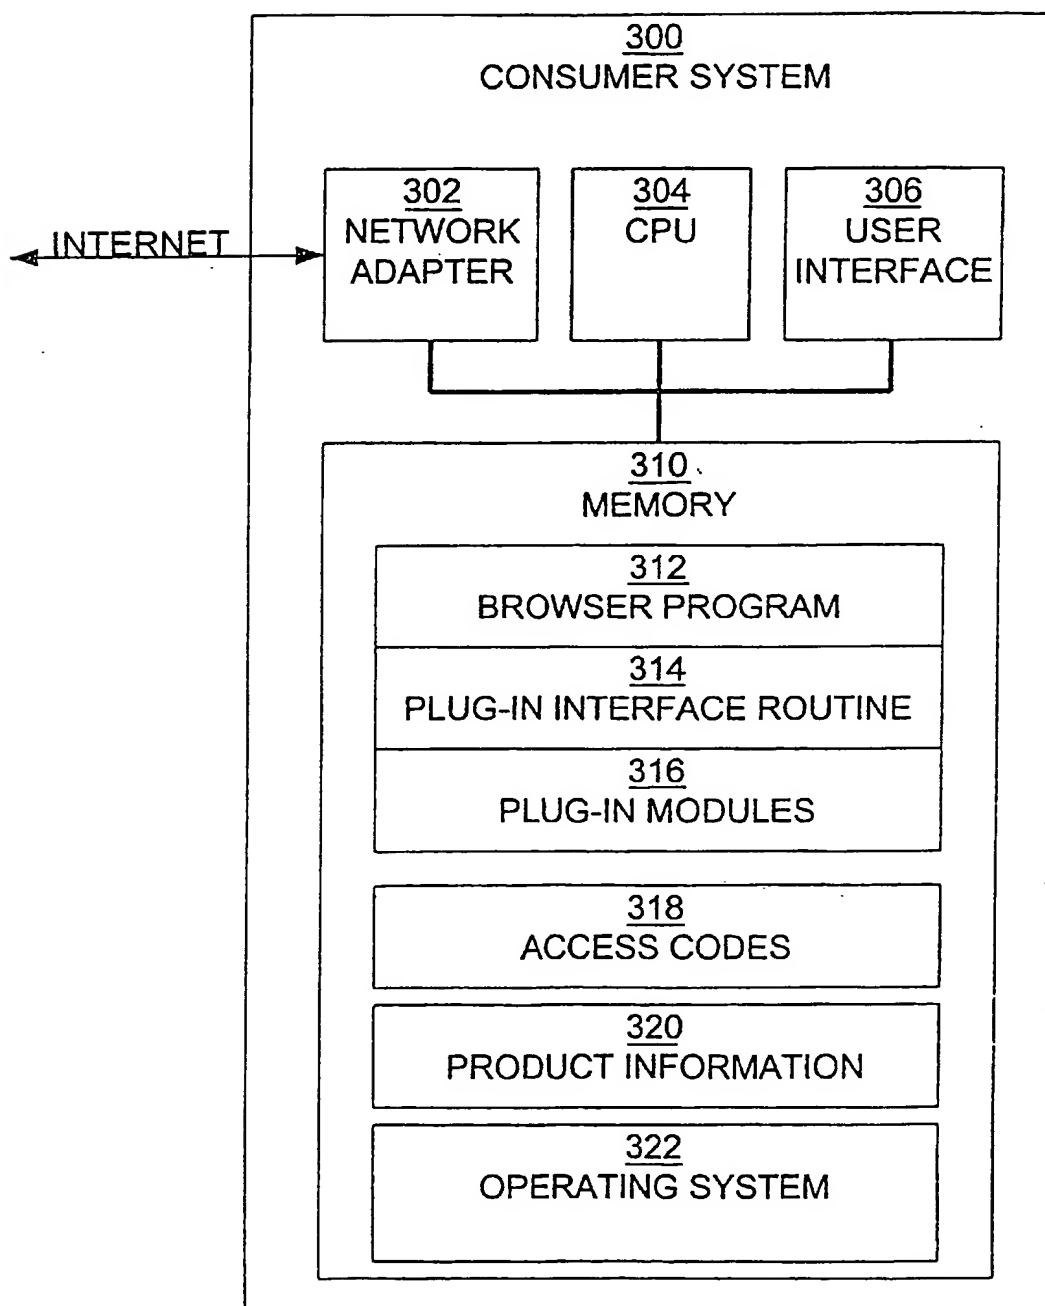 300
CONSUMER SYSTEM
INTERNET
302
NETWORK
ADAPTER
304
CPU
306
USER
INTERFACE
310
MEMORY
312
BROWSER PROGRAM
314
PLUG-IN INTERFACE ROUTINE
316
PLUG-IN MODULES
318
ACCESS CODES
320
PRODUCT INFORMATION
322
OPERATING SYSTEM